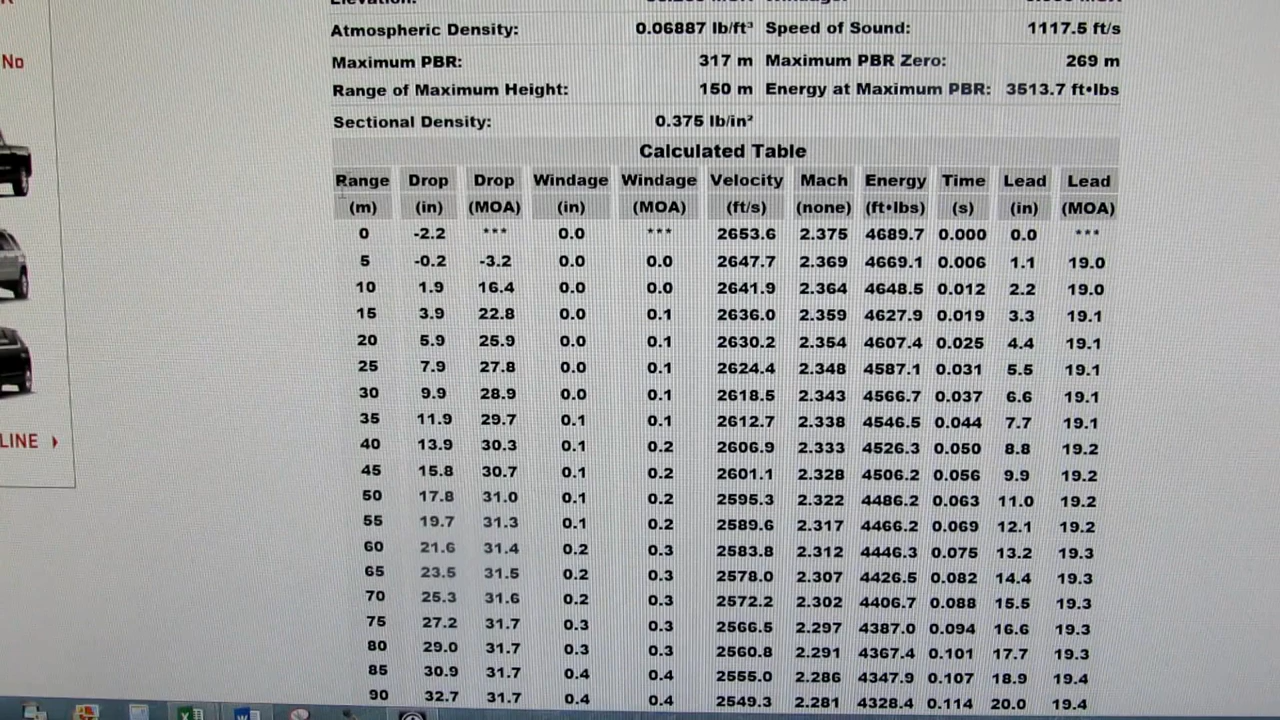 Atmospheric Density: 0.06887 lb/ft³ Speed of Sound: 1117.5 ft/s
No
Maximum PBR: 317 m Maximum PBR Zero: 269 m
Range of Maximum Height: 150 m Energy at Maximum PBR: 3513.7 ft•lbs
Sectional Density: 0.375 lb/in²
Calculated Table
Range Drop Drop Windage Windage Velocity Mach Energy Time Lead Lead
(m) (in) (MOA) (in) (MOA) (ft/s) (none) (ft•lbs) (s) (in) (MOA)
0 -2.2 *** 0.0 *** 2653.6 2.375 4689.7 0.000 0.0 ***
5 -0.2 -3.2 0.0 0.0 2647.7 2.369 4669.1 0.006 1.1 19.0
10 1.9 16.4 0.0 0.0 2641.9 2.364 4648.5 0.012 2.2 19.0
15 3.9 22.8 0.0 0.1 2636.0 2.359 4627.9 0.019 3.3 19.1
20 5.9 25.9 0.0 0.1 2630.2 2.354 4607.4 0.025 4.4 19.1
25 7.9 27.8 0.0 0.1 2624.4 2.348 4587.1 0.031 5.5 19.1
30 9.9 28.9 0.0 0.1 2618.5 2.343 4566.7 0.037 6.6 19.1
35 11.9 29.7 0.1 0.1 2612.7 2.338 4546.5 0.044 7.7 19.1
40 13.9 30.3 0.1 0.2 2606.9 2.333 4526.3 0.050 8.8 19.2
LINE
45 15.8 30.7 0.1 0.2 2601.1 2.328 4506.2 0.056 9.9 19.2
50 17.8 31.0 0.1 0.2 2595.3 2.322 4486.2 0.063 11.0 19.2
55 19.7 31.3 0.1 0.2 2589.6 2.317 4466.2 0.069 12.1 19.2
60 21.6 31.4 0.2 0.3 2583.8 2.312 4446.3 0.075 13.2 19.3
65 23.5 31.5 0.2 0.3 2578.0 2.307 4426.5 0.082 14.4 19.3
70 25.3 31.6 0.2 0.3 2572.2 2.302 4406.7 0.088 15.5 19.3
75 27.2 31.7 0.3 0.3 2566.5 2.297 4387.0 0.094 16.6 19.3
80 29.0 31.7 0.3 0.3 2560.8 2.291 4367.4 0.101 17.7 19.3
85 30.9 31.7 0.4 0.4 2555.0 2.286 4347.9 0.107 18.9 19.4
90 32.7 31.7 0.4 0.4 2549.3 2.281 4328.4 0.114 20.0 19.4